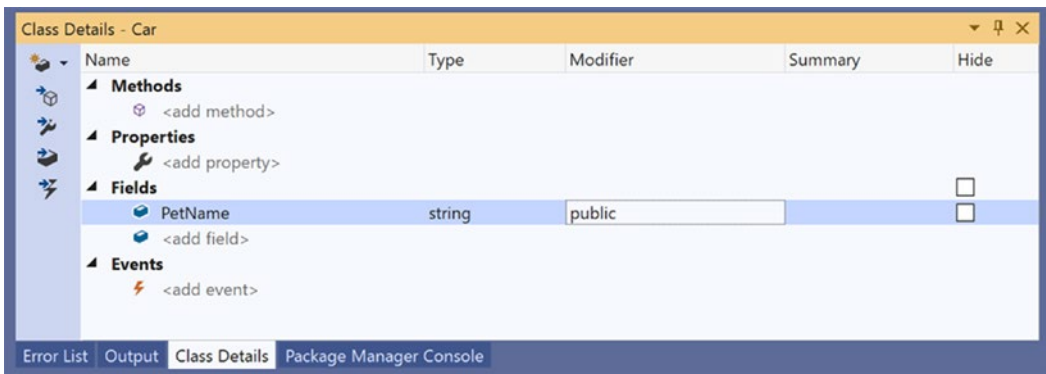 Class Details - Car
Name Type Modifier Summary Hide
Methods
<add method>
Properties
<add property>
Fields
PetName string public
<add field>
Events
<add event>
Error List Output Class Details Package Manager Console